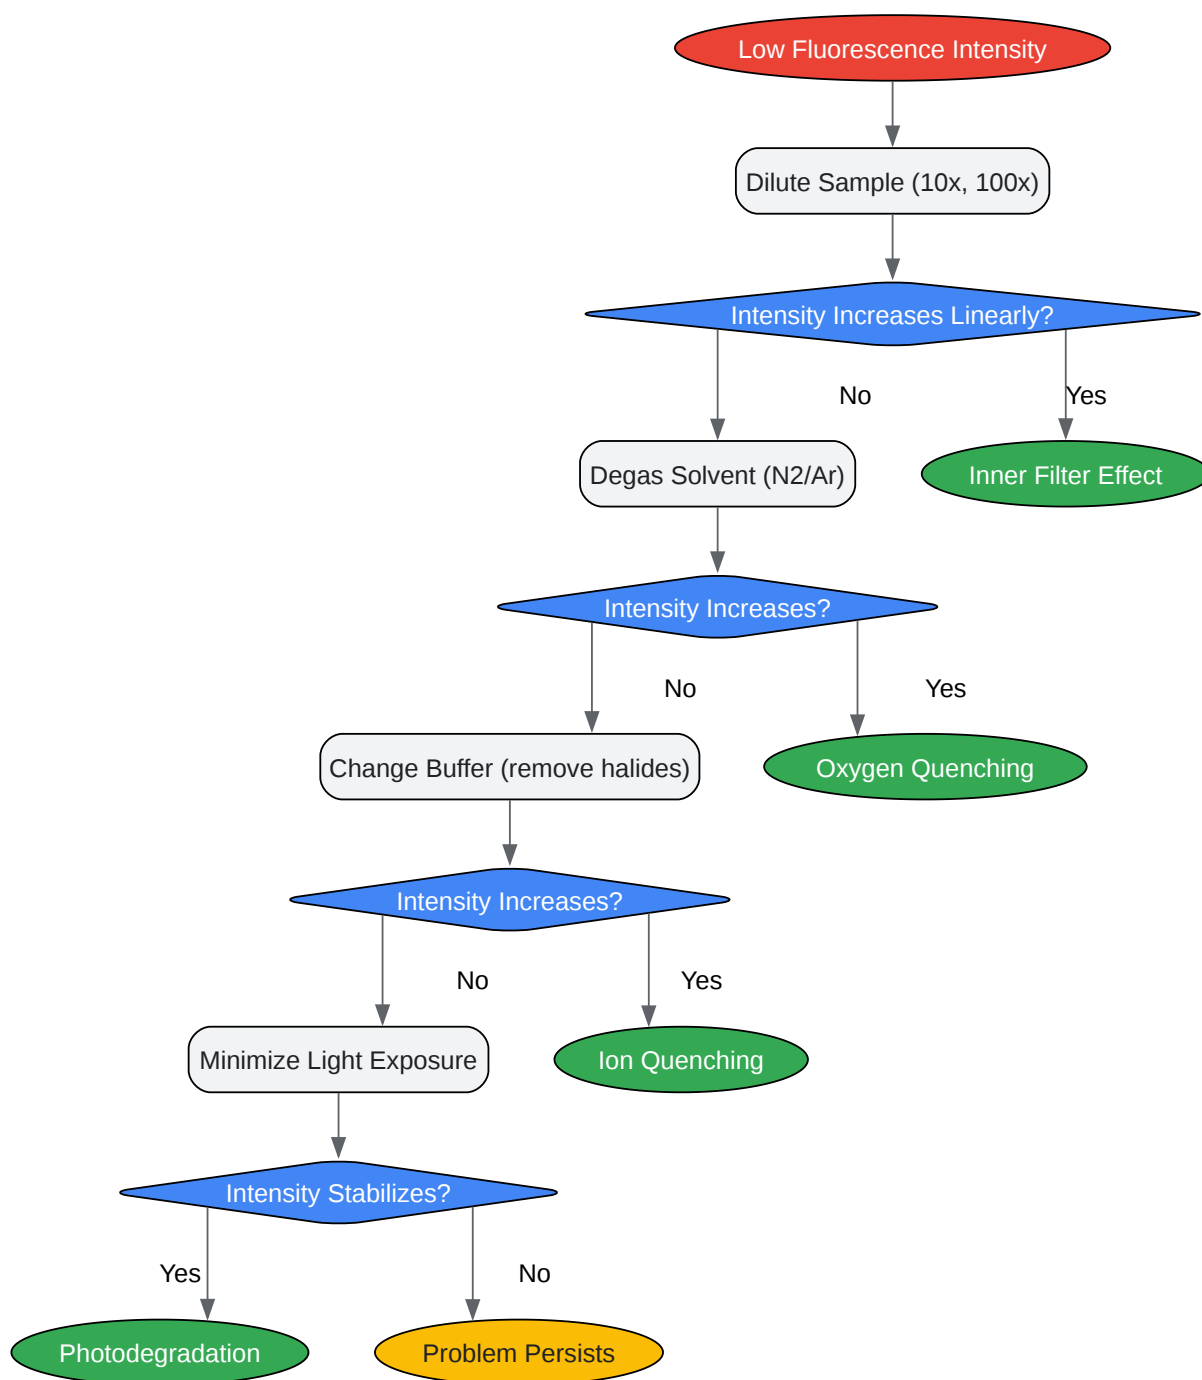 Low Fluorescence Intensity
Dilute Sample (10x, 100x)
Intensity Increases Linearly?
No
Yes
Degas Solvent (N2/Ar)
Inner Filter Effect
Intensity Increases?
No
Yes
Change Buffer (remove halides)
Oxygen Quenching
Intensity Increases?
No
Yes
Minimize Light Exposure
Ion Quenching
Intensity Stabilizes?
Yes
No
Photodegradation
Problem Persists